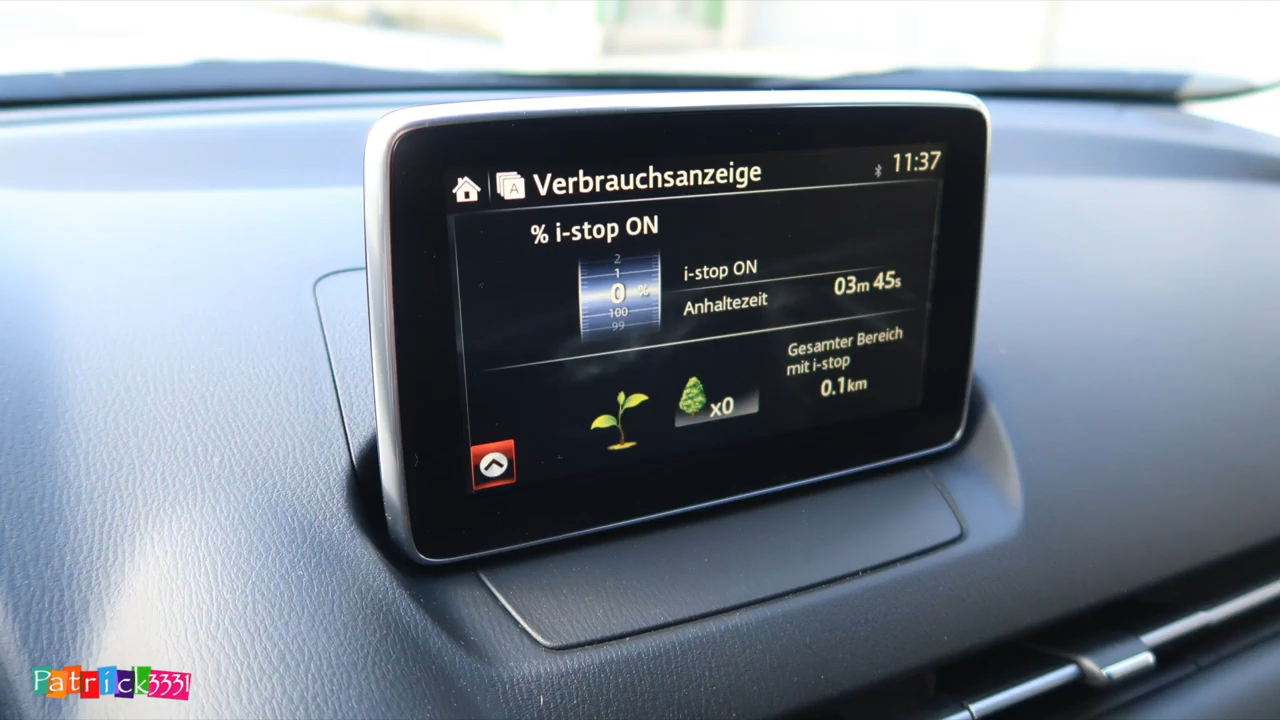 A Verbrauchsanzeige 11:37
% i-stop ON
2
1
0 %
100
99
i-stop ON
Anhaltezeit 03m 45s
Gesamter Bereich
mit i-stop
0.1km
x0
Patrick3331